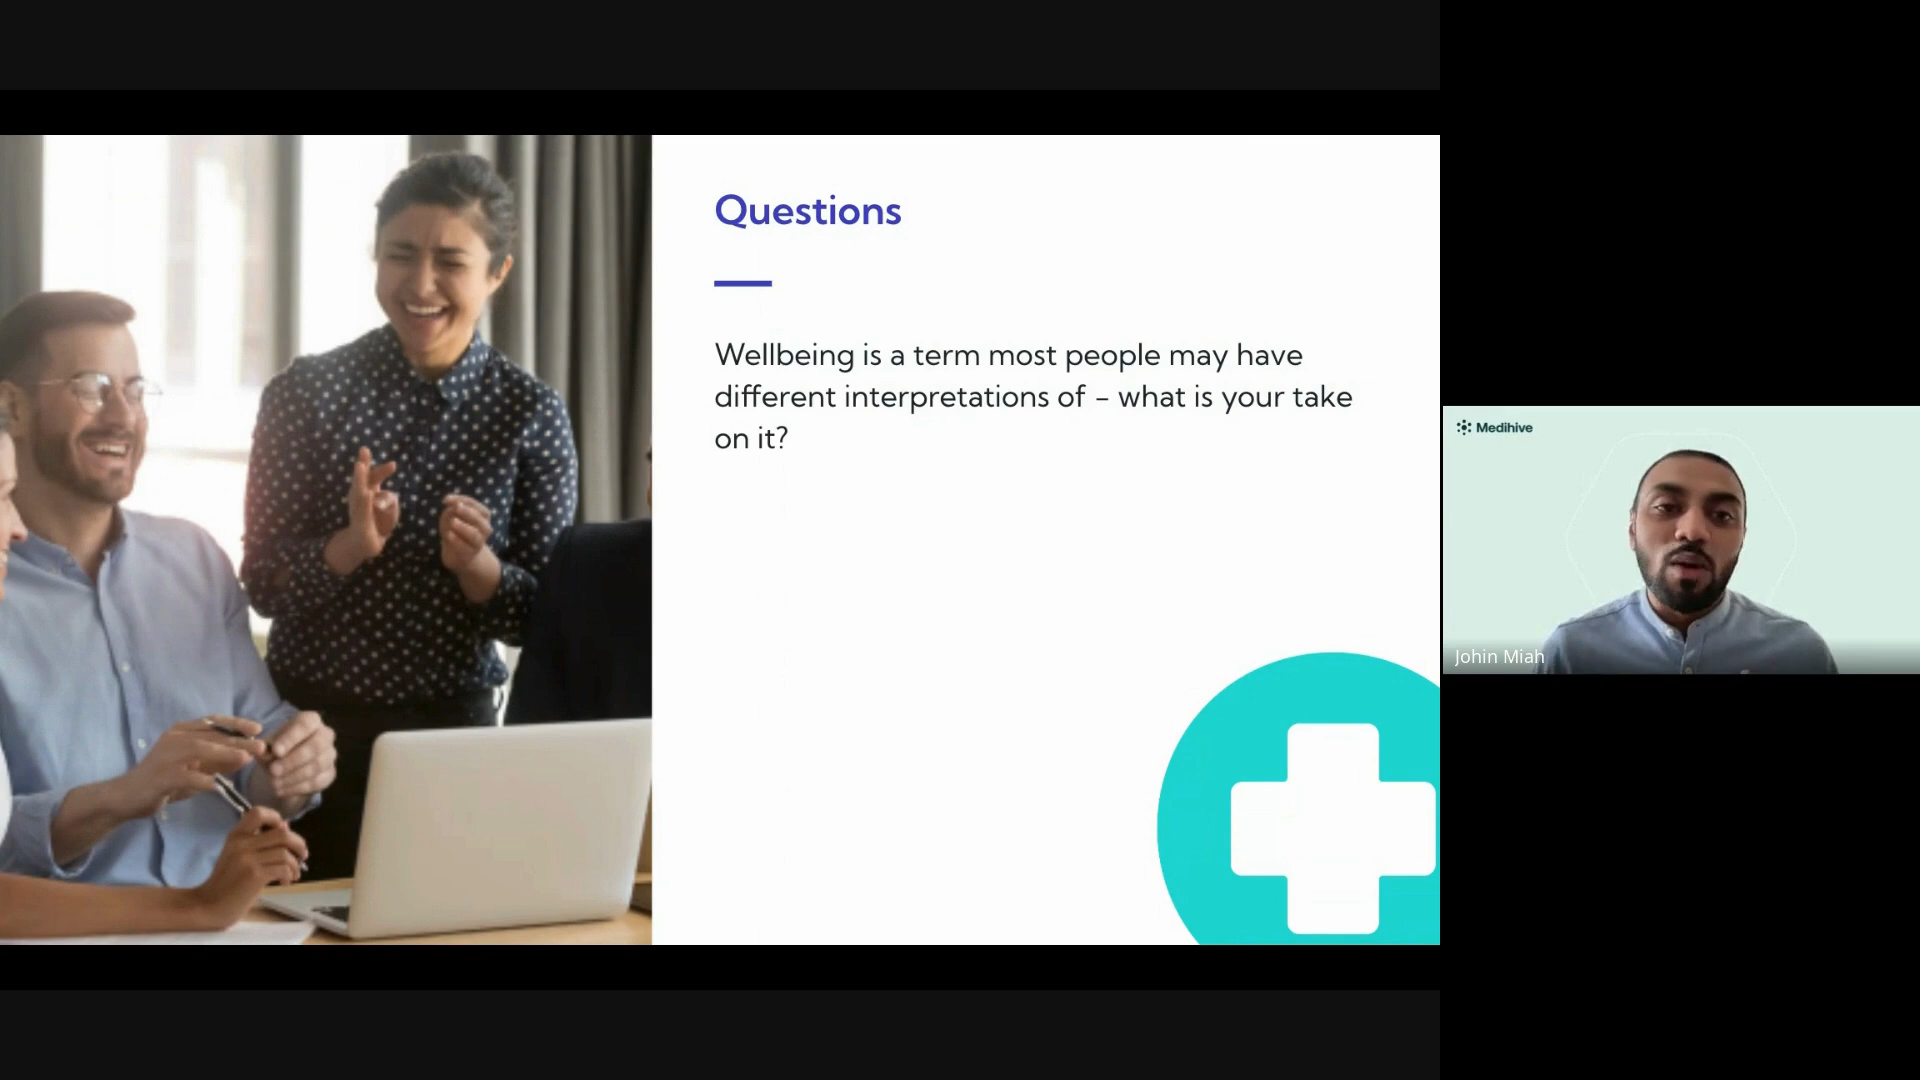 Questions
Wellbeing is a term most people may have
different interpretations of – what is your take
on it?
Medihive
Johin Miah